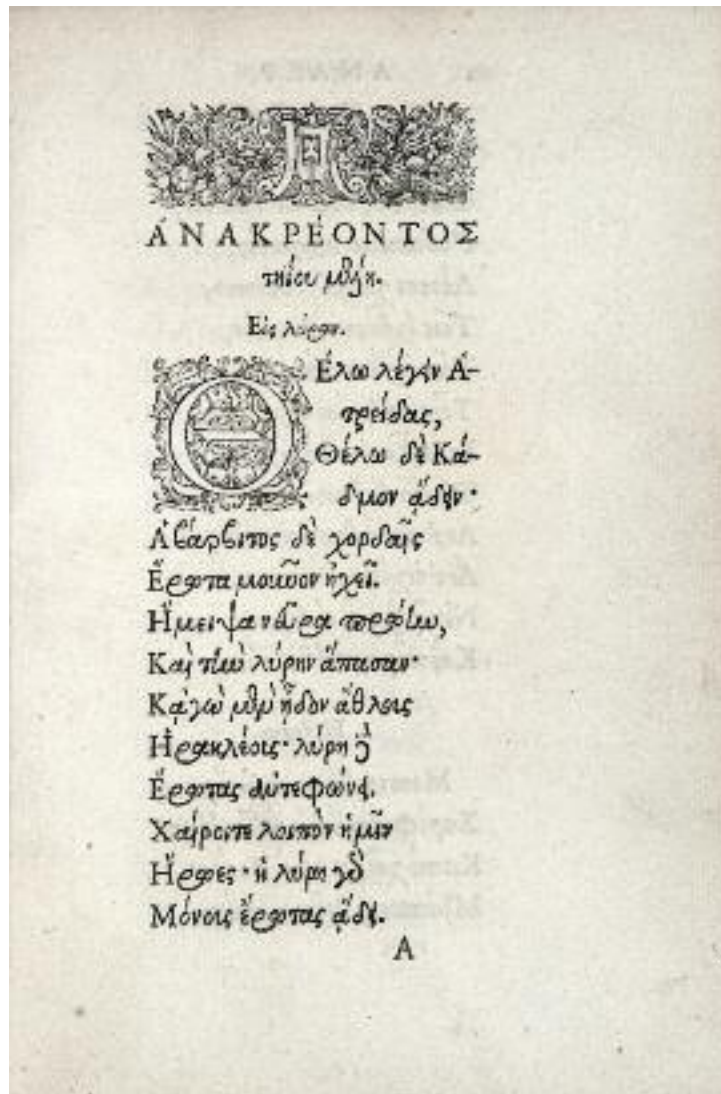 ἈΝΑΚΡΈΟΝΤΟΣ
τηΐου μέλη.
Εἰς λύραν.
ΘΈλω λέγειν Ἀ-
τρείδας,
Θέλω δὲ Κά-
δμον ᾄδειν·
Ἁ βάρβιτος δὲ χορδαῖς
Ἔρωτα μοῦνον ἠχεῖ.
Ἤμειψα νεῦρα πρώην,
Καὶ τὴν λύρην ἅπασαν·
Κᾀγὼ μὲν ᾖδον ἄθλους
Ἡρακλέους· λύρη δὲ
Ἔρωτας ἀντεφώνει.
Χαίροιτε λοιπὸν ἡμῖν
Ἥρωες· ἡ λύρη γὰρ
Μόνους ἔρωτας ᾄδει.
A